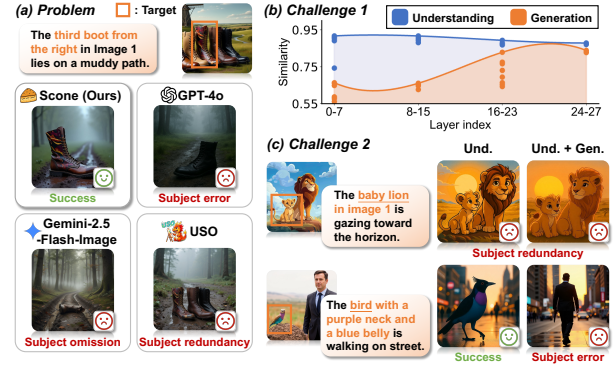 (a) Problem
: Target
The third boot from
the right in Image 1
lies on a muddy path.
Scone (Ours)
Success
GPT-4o
Subject error
Gemini-2.5
-Flash-Image
Subject omission
USO
USO
Subject redundancy
(b) Challenge 1
Understanding
Generation
Similarity
0.95
0.75
0.55
0-7
8-15
16-23
24-27
Layer index
(c) Challenge 2
Und.
Und. + Gen.
The baby lion
in image 1 is
gazing toward
the horizon.
Subject redundancy
The bird with a
purple neck and
a blue belly is
walking on street.
Success
Subject error